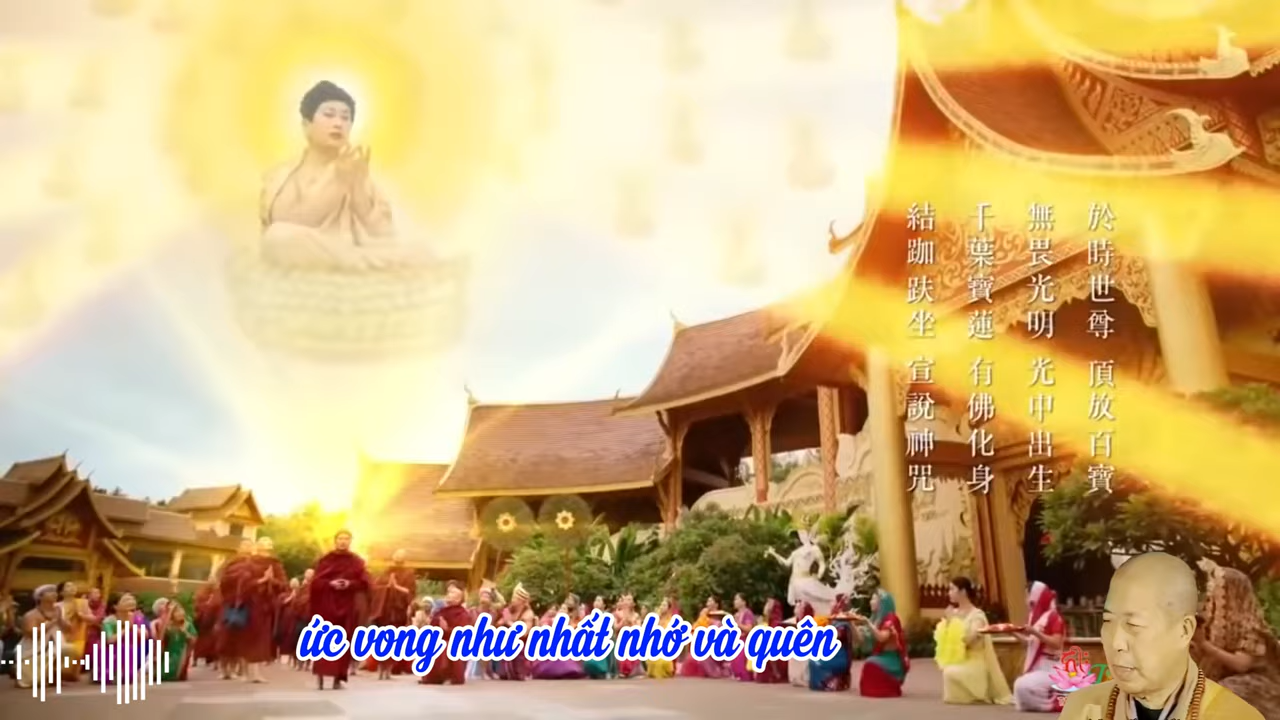 於時世尊 頂放百寶
無畏光明 光中出生
千葉寶蓮 有佛化身
結跏趺坐 宣說神咒
ức vong như nhất nhớ và quên